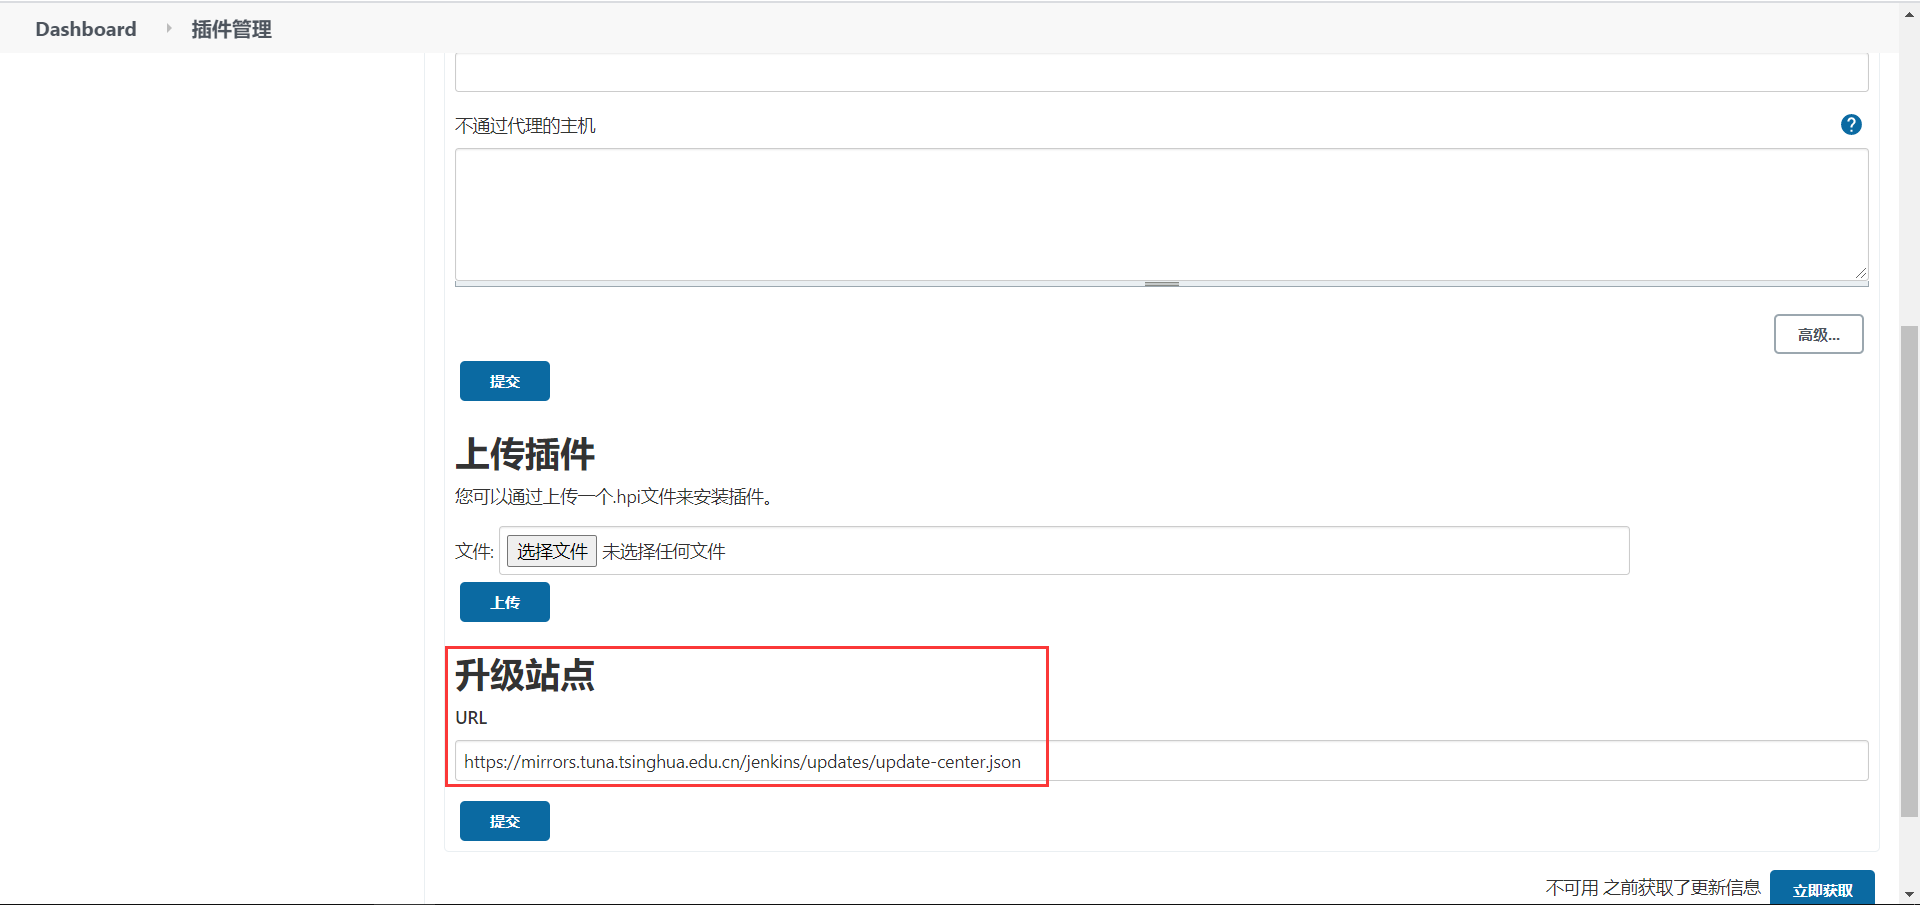 Dashboard 插件管理
不通过代理的主机
?
高级...
提交
上传插件
您可以通过上传一个.hpi文件来安装插件。
文件: 选择文件 未选择任何文件
上传
升级站点
URL
https://mirrors.tuna.tsinghua.edu.cn/jenkins/updates/update-center.json
提交
不可用 之前获取了更新信息 立即获取